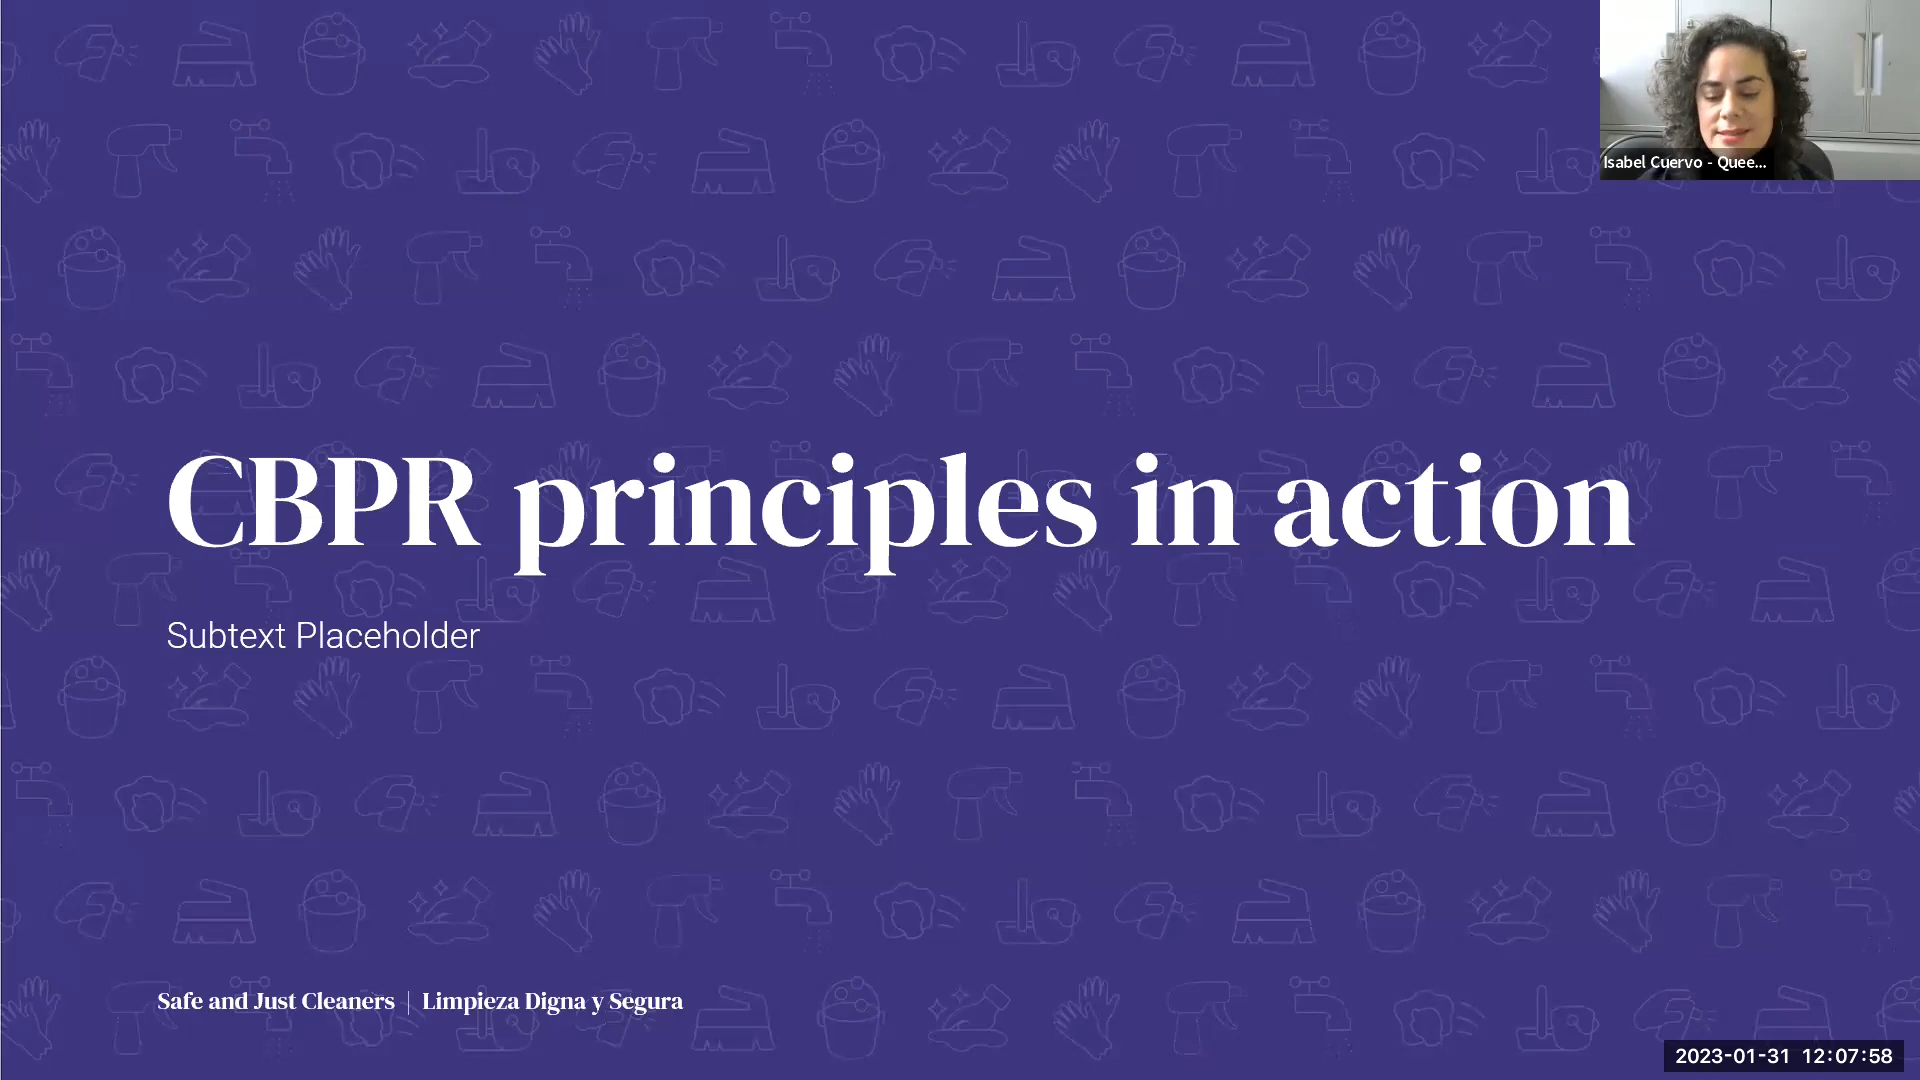 Isabel Cuervo - Quee...
CBPR principles in action
Subtext Placeholder
Safe and Just Cleaners | Limpieza Digna y Segura
2023-01-31 12:07:58